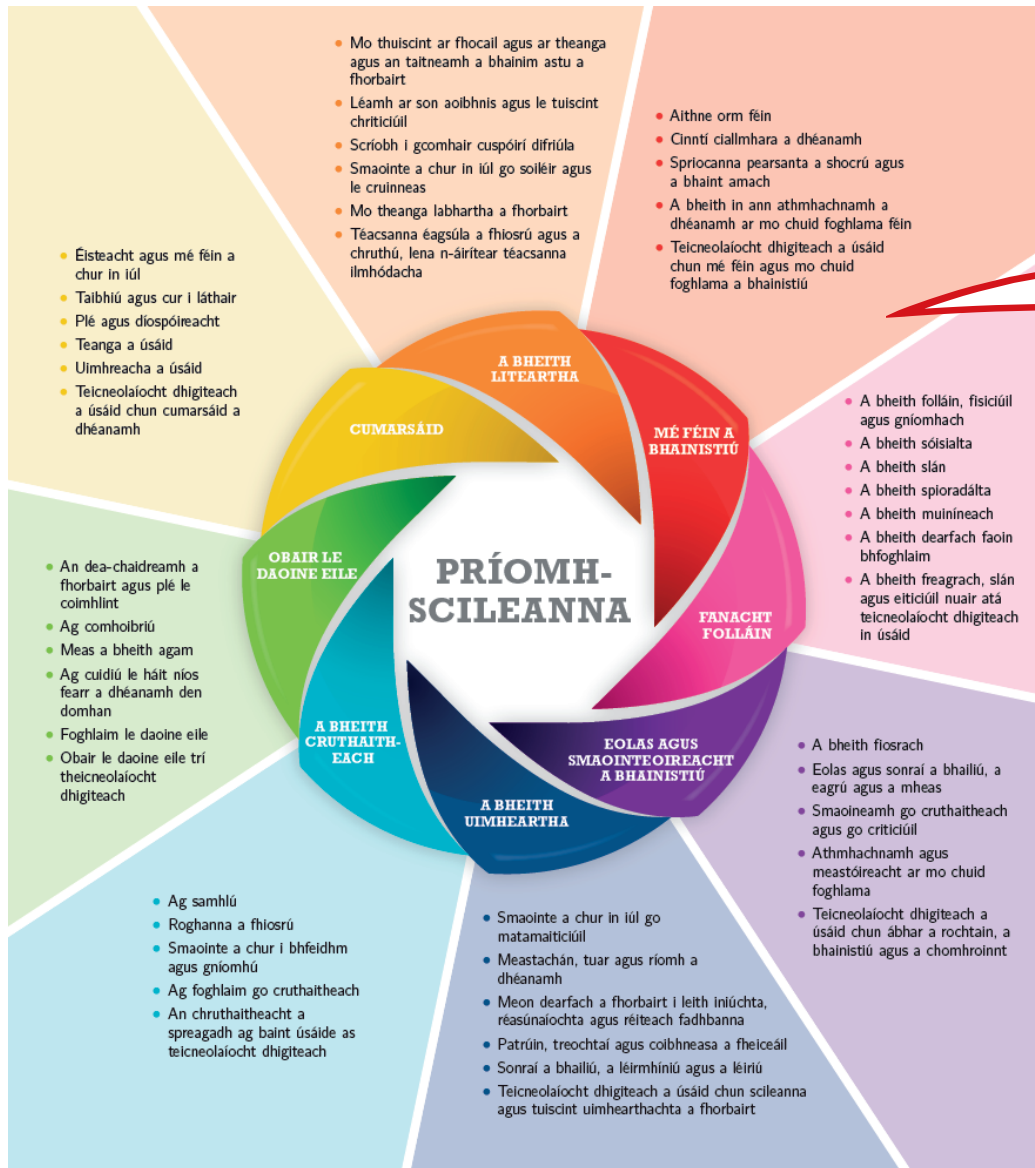 • Mo thuiscint ar fhocail agus ar theanga
agus an taitneamh a bhainim astu a
fhorbairt
• Léamh ar son aoibhnis agus le tuiscint
chriticiúil
• Scríobh i gcomhair cuspóirí difriúla
• Smaointe a chur in iúl go soiléir agus
le cruinneas
• Mo theanga labhartha a fhorbairt
• Téacsanna éagsúla a fhiosrú agus a
chruthú, lena n-áirítear téacsanna
ilmhódacha
• Aithne orm féin
• Cinntí ciallmhara a dhéanamh
• Spriocanna pearsanta a shocrú agus
a bhaint amach
• A bheith in ann athmhachnamh a
dhéanamh ar mo chuid foghlama féin
• Teicneolaíocht dhigiteach a úsáid
chun mé féin agus mo chuid
foghlama a bhainistiú
• Éisteacht agus mé féin a
chur in iúl
• Taibhiú agus cur i láthair
• Plé agus díospóireacht
• Teanga a úsáid
• Uimhreacha a úsáid
• Teicneolaíocht dhigiteach
a úsáid chun cumarsáid a
dhéanamh
A BHEITH
LITEARTHA
CUMARSÁID
MÉ FÉIN A
BHAINISTIÚ
• A bheith folláin, fisiciúil
agus gníomhach
• A bheith sóisialta
• A bheith slán
• A bheith spioradálta
• A bheith muiníneach
• A bheith dearfach faoin
bhfoghlaim
• A bheith freagrach, slán
agus eiticiúil nuair atá
teicneolaíocht dhigiteach
in úsáid
OBAIR LE
DAOINE EILE
PRÍOMH-
SCILEANNA
FANACHT
FOLLÁIN
• An dea-chaidreamh a
fhorbairt agus plé le
coimhlint
• Ag comhoibriú
• Meas a bheith agam
• Ag cuidiú le háit níos
fearr a dhéanamh den
domhan
• Foghlaim le daoine eile
• Obair le daoine eile trí
theicneolaíocht
dhigiteach
A BHEITH
CRUTHAITH-
EACH
A BHEITH
UIMHEARTHA
EOLAS AGUS
SMAOINTEOIREACHT
A BHAINISTIÚ
• A bheith fiosrach
• Eolas agus sonraí a bhailiú, a
eagrú agus a mheas
• Smaoineamh go cruthaitheach
agus go criticiúil
• Athmhachnamh agus
meastóireacht ar mo chuid
foghlama
• Teicneolaíocht dhigiteach a
úsáid chun ábhar a rochtain, a
bhainistiú agus a chomhroinnt
• Ag samhlú
• Roghanna a fhiosrú
• Smaointe a chur i bhfeidhm
agus gníomhú
• Ag foghlaim go cruthaitheach
• An chruthaitheacht a
spreagadh ag baint úsáide as
teicneolaíocht dhigiteach
• Smaointe a chur in iúl go
matamaiticiúil
• Meastachán, tuar agus ríomh a
dhéanamh
• Meon dearfach a fhorbairt i leith iniúchta,
réasúnaíochta agus réiteach fadhbanna
• Patrúin, treochtaí agus coibhneasa a fheiceáil
• Sonraí a bhailiú, a léirmhíniú agus a léiriú
• Teicneolaíocht dhigiteach a úsáid chun scileanna
agus tuiscint uimhearthachta a fhorbairt